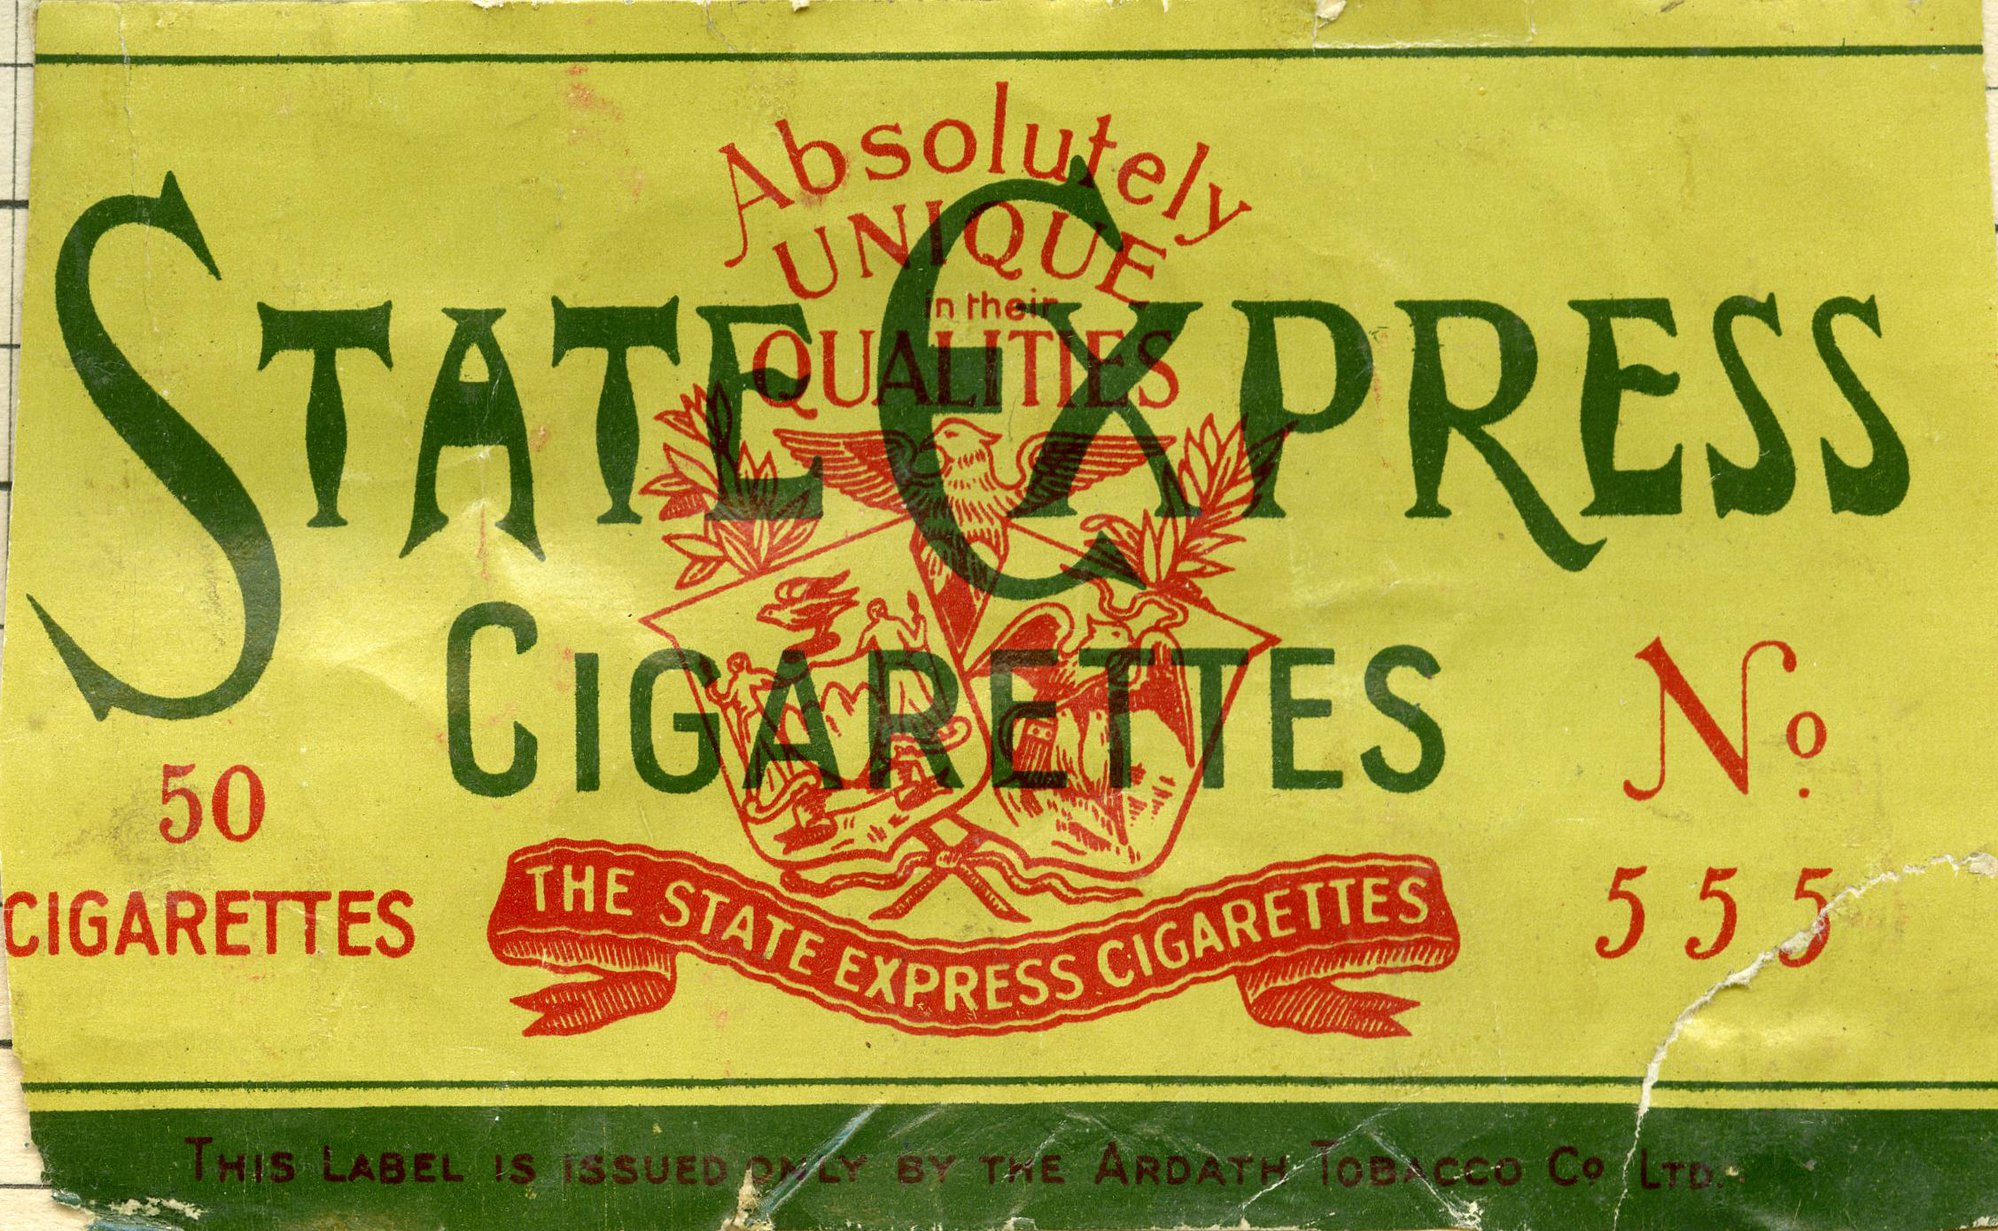 Absolutely
UNIQUE
in their
QUALITIES
STATE EXPRESS
CIGARETTES
50
CIGARETTES
No
555
THE STATE EXPRESS CIGARETTES
THIS LABEL IS ISSUED ONLY BY THE ARDATH TOBACCO Co LTD.